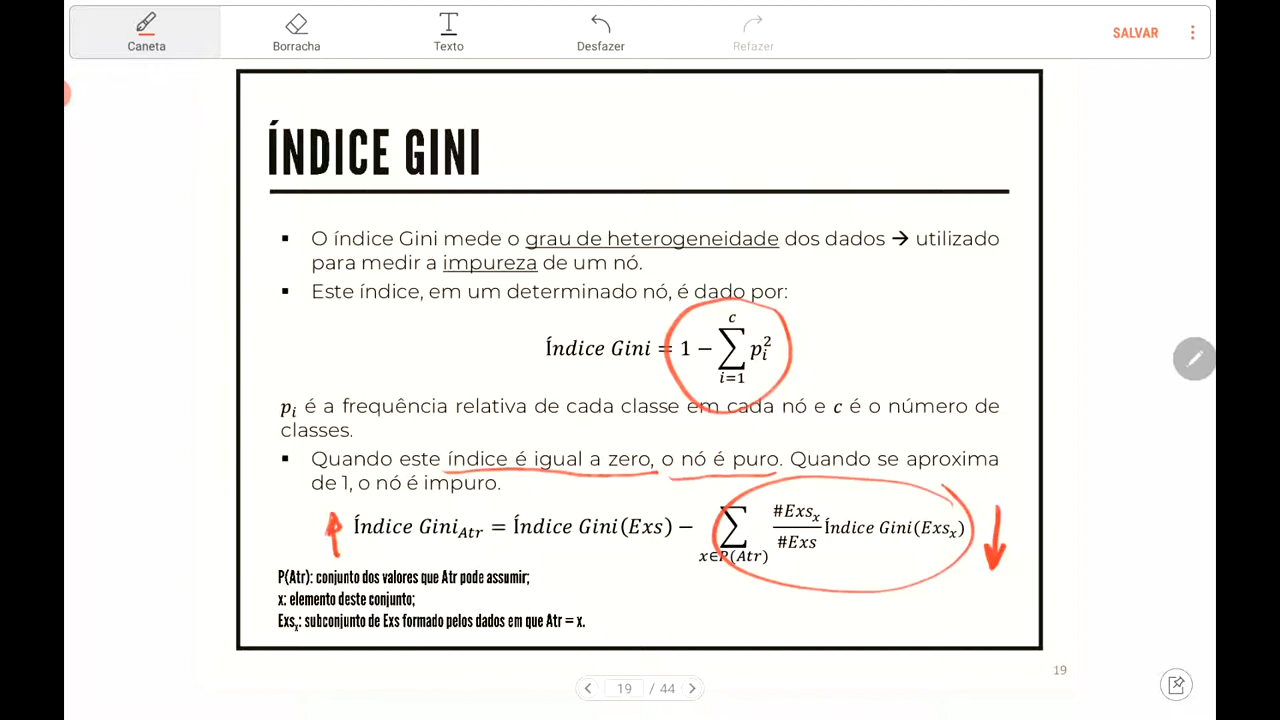 Caneta
Borracha
Texto
Desfazer
Refazer
SALVAR
ÍNDICE GINI
▪ O índice Gini mede o grau de heterogeneidade dos dados → utilizado
para medir a impureza de um nó.
▪ Este índice, em um determinado nó, é dado por:
Índice Gini = 1 − ∑_{i=1}^{c} p_i^2
p_i é a frequência relativa de cada classe em cada nó e c é o número de
classes.
▪ Quando este índice é igual a zero, o nó é puro. Quando se aproxima
de 1, o nó é impuro.
Índice Gini_{Atr} = Índice Gini(Exs) − ∑_{x∈P(Atr)} #Exs_x/#Exs Índice Gini(Exs_x)
P(Atr): conjunto dos valores que Atr pode assumir;
x: elemento deste conjunto;
Exs_x: subconjunto de Exs formado pelos dados em que Atr = x.
19
19 / 44